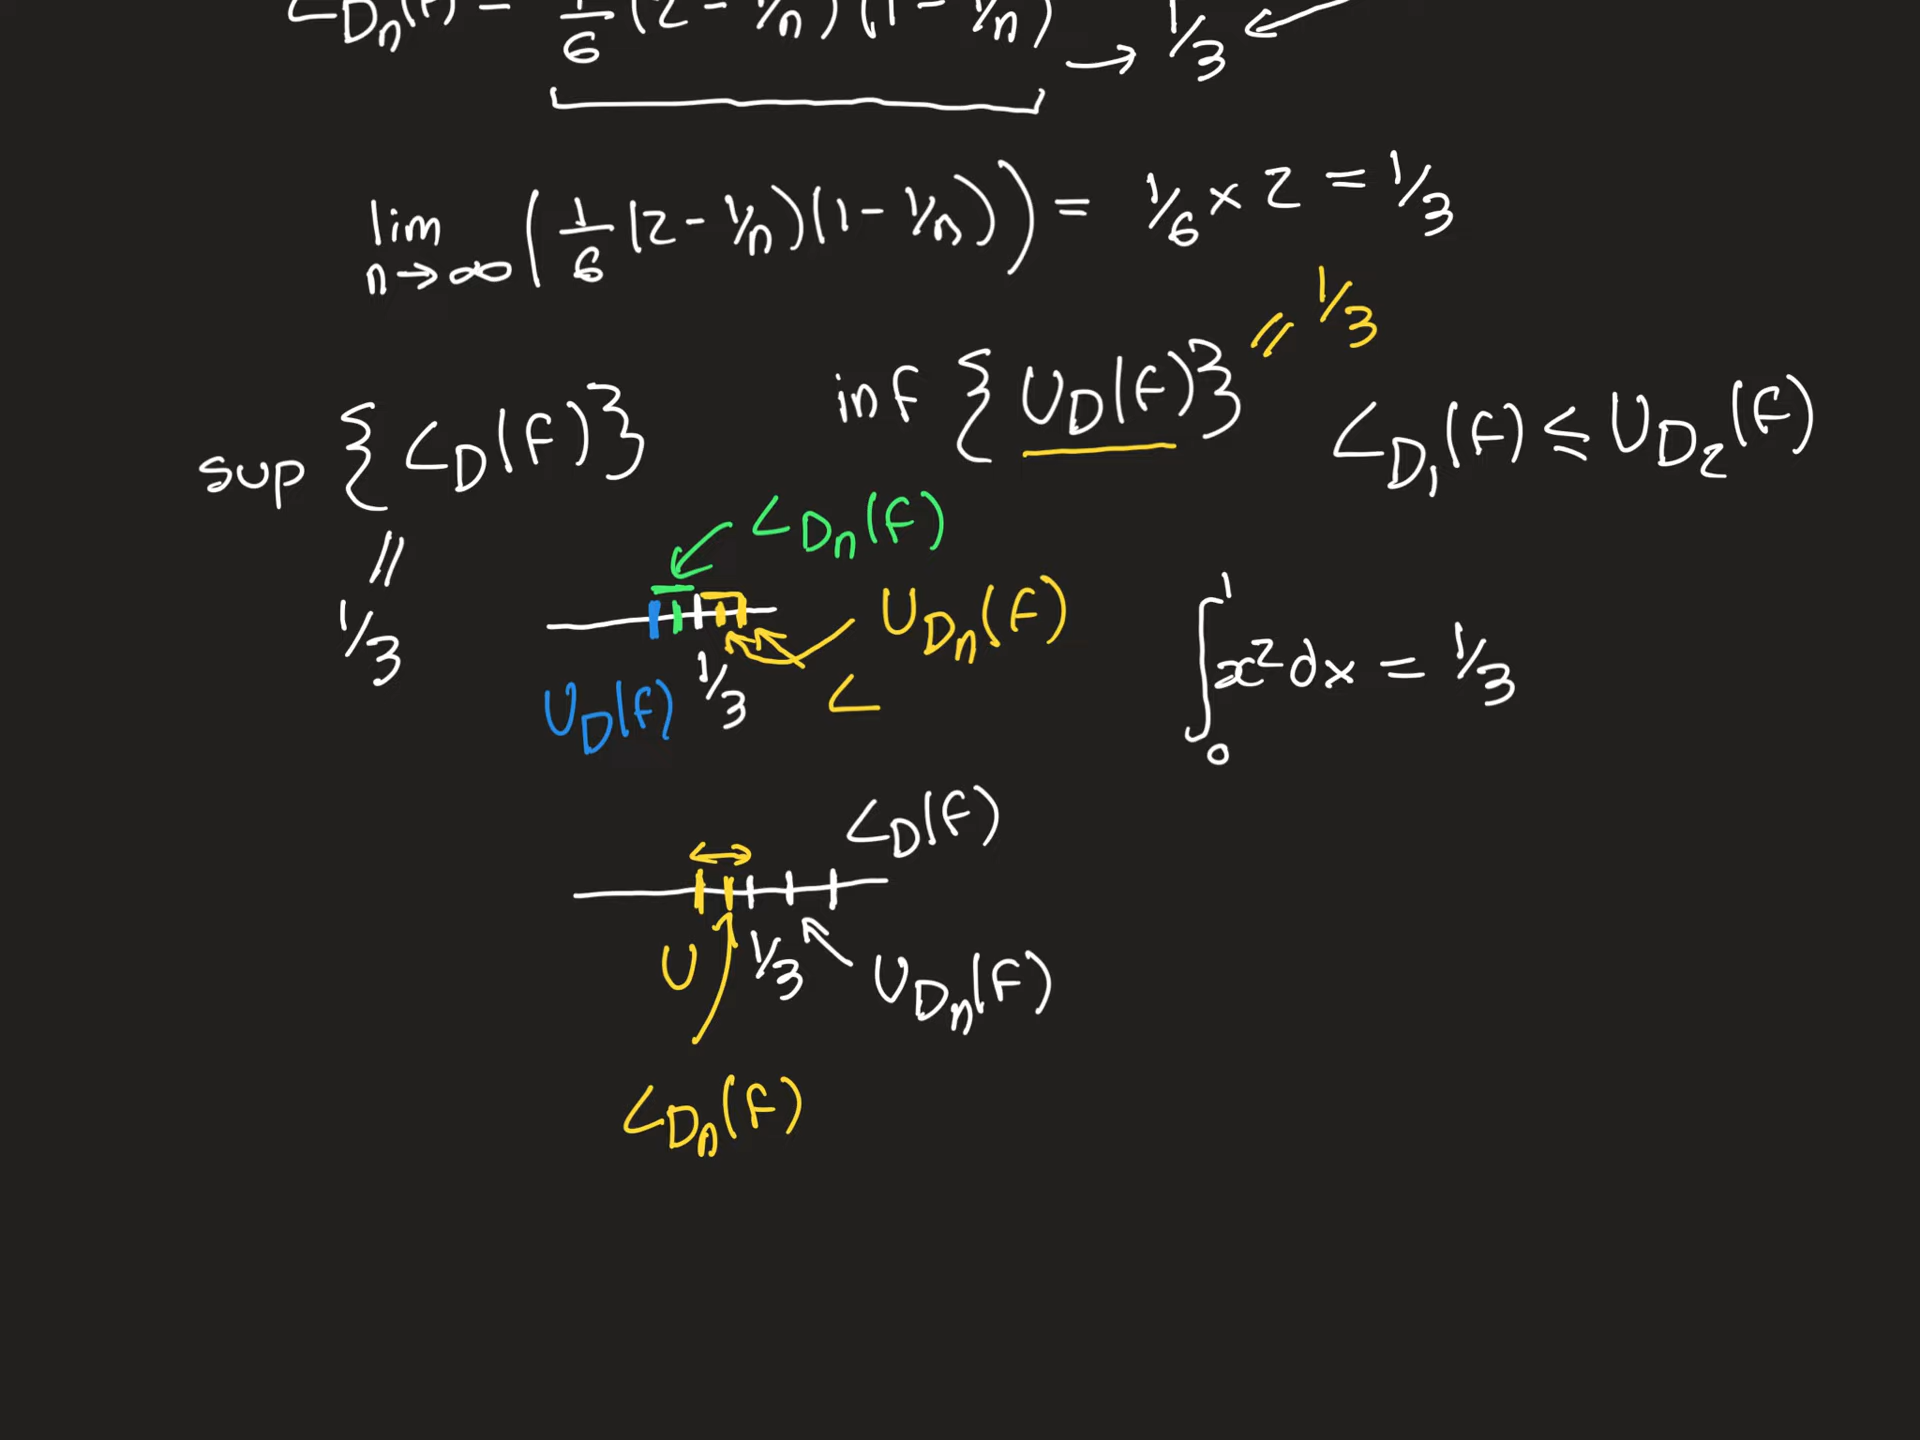 L_{D_n}(f) = 1/6 (2 - 1/n)(1 - 1/n) → 1/3 ←
lim_{n→∞} (1/6 (2 - 1/n)(1 - 1/n)) = 1/6 × 2 = 1/3
sup {L_D(f)} = 1/3
inf {U_D(f)} = 1/3
L_{D_1}(f) ≤ U_{D_2}(f)
L_{D_n}(f)
U_{D_n}(f)
U_D(f) 1/3 L
∫_0^1 x^2 dx = 1/3
L_D(f)
U 1/3 U_{D_n}(f)
L_{D_n}(f)